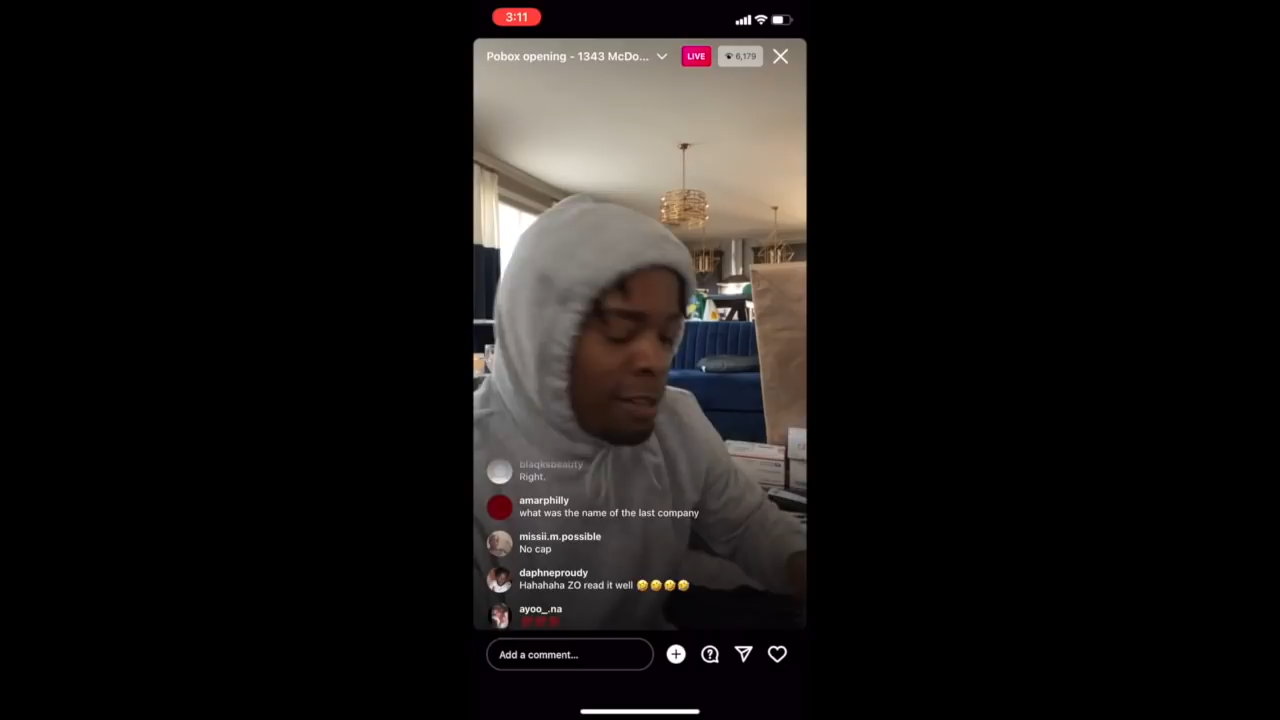 3:11
Pobox opening - 1343 McDo...
LIVE
6,179
blaqksbeauty
Right.
amarphilly
what was the name of the last company
missii.m.possible
No cap
daphneproudy
Hahahaha ZO read it well 🤣🤣🤣🤣
ayoo_.na
Add a comment...